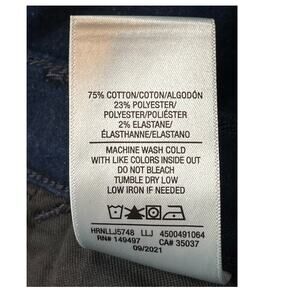 75% COTTON/COTON/ALGODÓN
23% POLYESTER/
POLYESTER/POLIÉSTER
2% ELASTANE/
ÉLASTHANNE/ELASTANO
MACHINE WASH COLD
WITH LIKE COLORS INSIDE OUT
DO NOT BLEACH
TUMBLE DRY LOW
LOW IRON IF NEEDED
HRNLLJ5748 LLJ 4500491064
RN# 149497 CA# 35037
09/2021